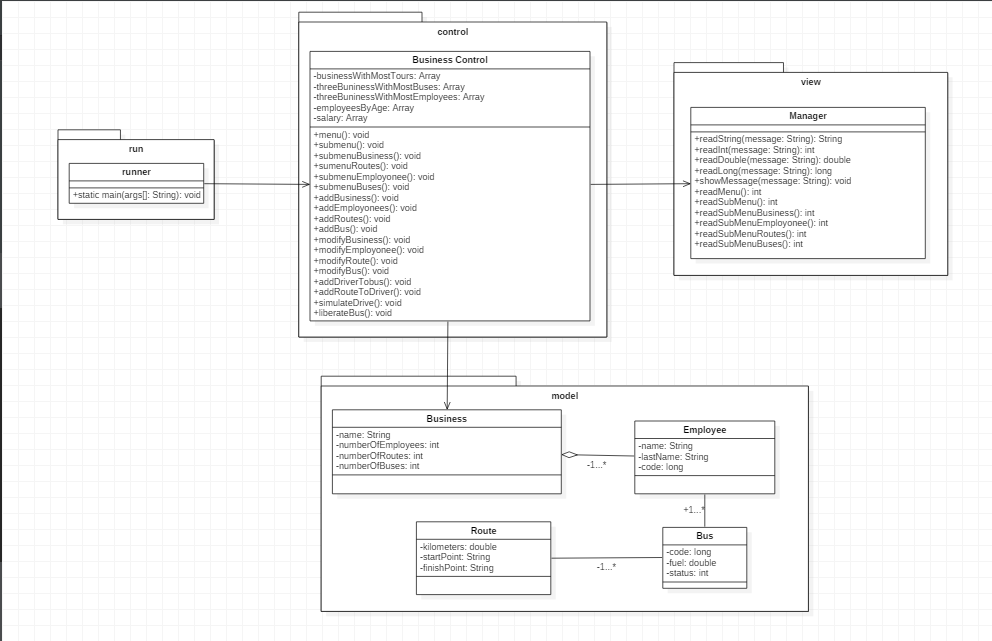 control
Business Control
-businessWithMostTours: Array
-threeBuninessWithMostBuses: Array
-threeBuninesWithMostEmployees: Array
-employeesByAge: Array
-salary: Array
+menu(): void
+submenu(): void
+submenuBusiness(): void
+sumenuRoutes(): void
+submenuEmployonee(): void
+submenuBuses(): void
+addBusiness(): void
+addEmployonees(): void
+addRoutes(): void
+addBus(): void
+modifyBusiness(): void
+modifyEmployonee(): void
+modifyRoute(): void
+modifyBus(): void
+addDriverTobus(): void
+addRouteToDriver(): void
+simulateDrive(): void
+liberateBus(): void
view
Manager
+readString(message: String): String
+readInt(message: String): int
+readDouble(message: String): double
+readLong(message: String): long
+showMessage(message: String): void
+readMenu(): int
+readSubMenu(): int
+readSubMenuBusiness(): int
+readSubMenuEmployonee(): int
+readSubMenuRoutes(): int
+readSubMenuBuses(): int
run
runner
+static main(args[]: String): void
model
Business
-name: String
-numberOfEmployees: int
-numberOfRoutes: int
-numberOfBuses: int
-1...*
Employee
-name: String
-lastName: String
-code: long
+1...*
Route
-kilometers: double
-startPoint: String
-finishPoint: String
-1...*
Bus
-code: long
-fuel: double
-status: int